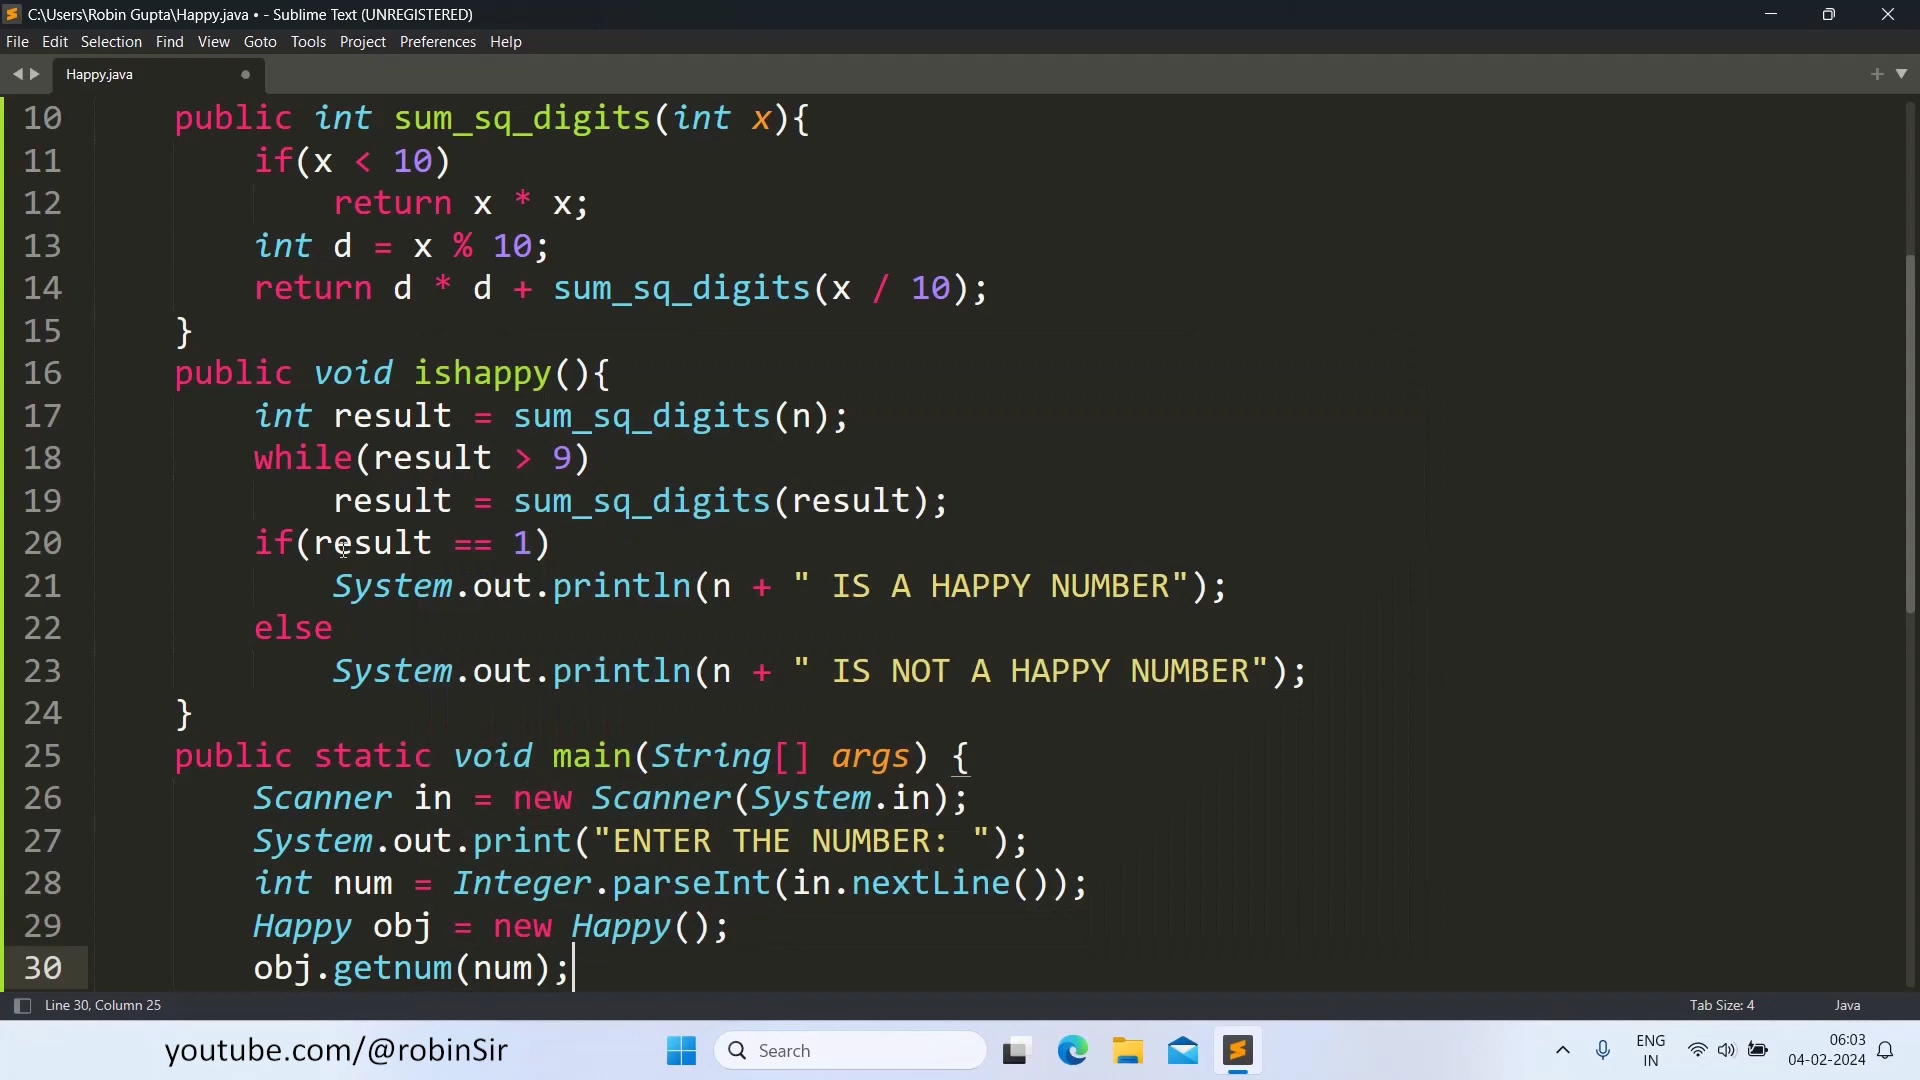 C:\Users\Robin Gupta\Happy.java • - Sublime Text (UNREGISTERED)
File Edit Selection Find View Goto Tools Project Preferences Help
Happy.java
10 public int sum_sq_digits(int x){
11 if(x < 10)
12 return x * x;
13 int d = x % 10;
14 return d * d + sum_sq_digits(x / 10);
15 }
16 public void ishappy(){
17 int result = sum_sq_digits(n);
18 while(result > 9)
19 result = sum_sq_digits(result);
20 if(result == 1)
21 System.out.println(n + " IS A HAPPY NUMBER");
22 else
23 System.out.println(n + " IS NOT A HAPPY NUMBER");
24 }
25 public static void main(String[] args) {
26 Scanner in = new Scanner(System.in);
27 System.out.print("ENTER THE NUMBER: ");
28 int num = Integer.parseInt(in.nextLine());
29 Happy obj = new Happy();
30 obj.getnum(num);
Line 30, Column 25 Tab Size: 4 Java
youtube.com/@robinSir Search ENG 06:03
IN 04-02-2024